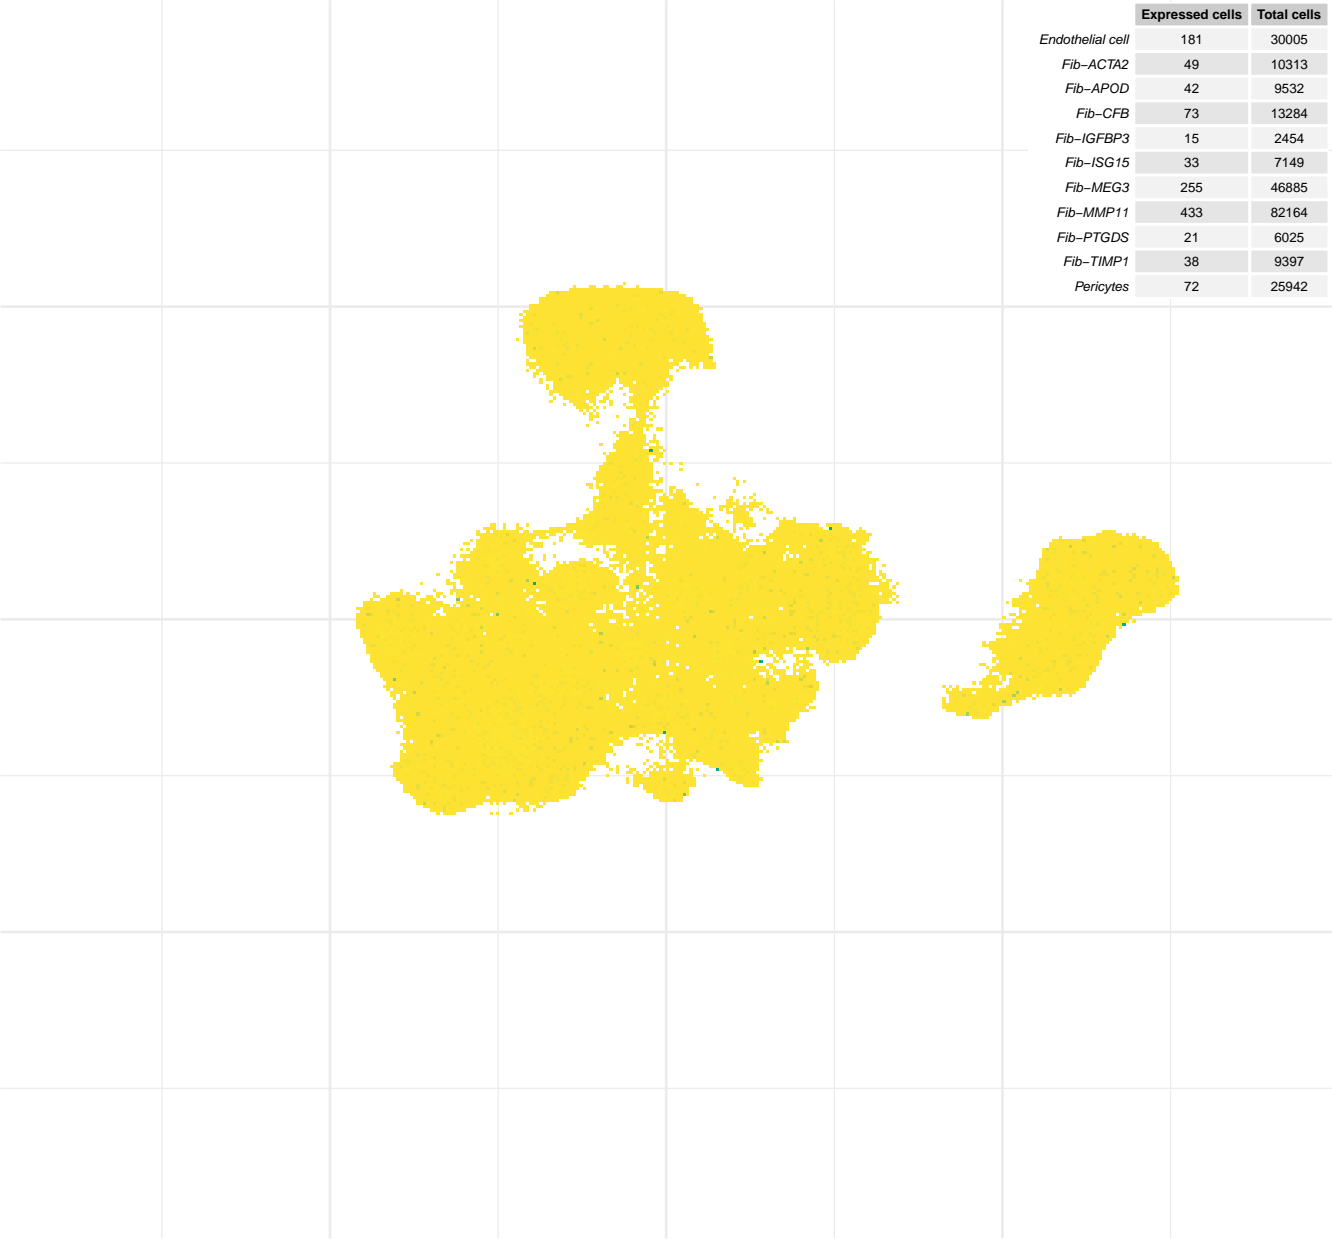 Expressed cells Total cells
Endothelial cell 181 30005
Fib−ACTA2 49 10313
Fib−APOD 42 9532
Fib−CFB 73 13284
Fib−IGFBP3 15 2454
Fib−ISG15 33 7149
Fib−MEG3 255 46885
Fib−MMP11 433 82164
Fib−PTGDS 21 6025
Fib−TIMP1 38 9397
Pericytes 72 25942